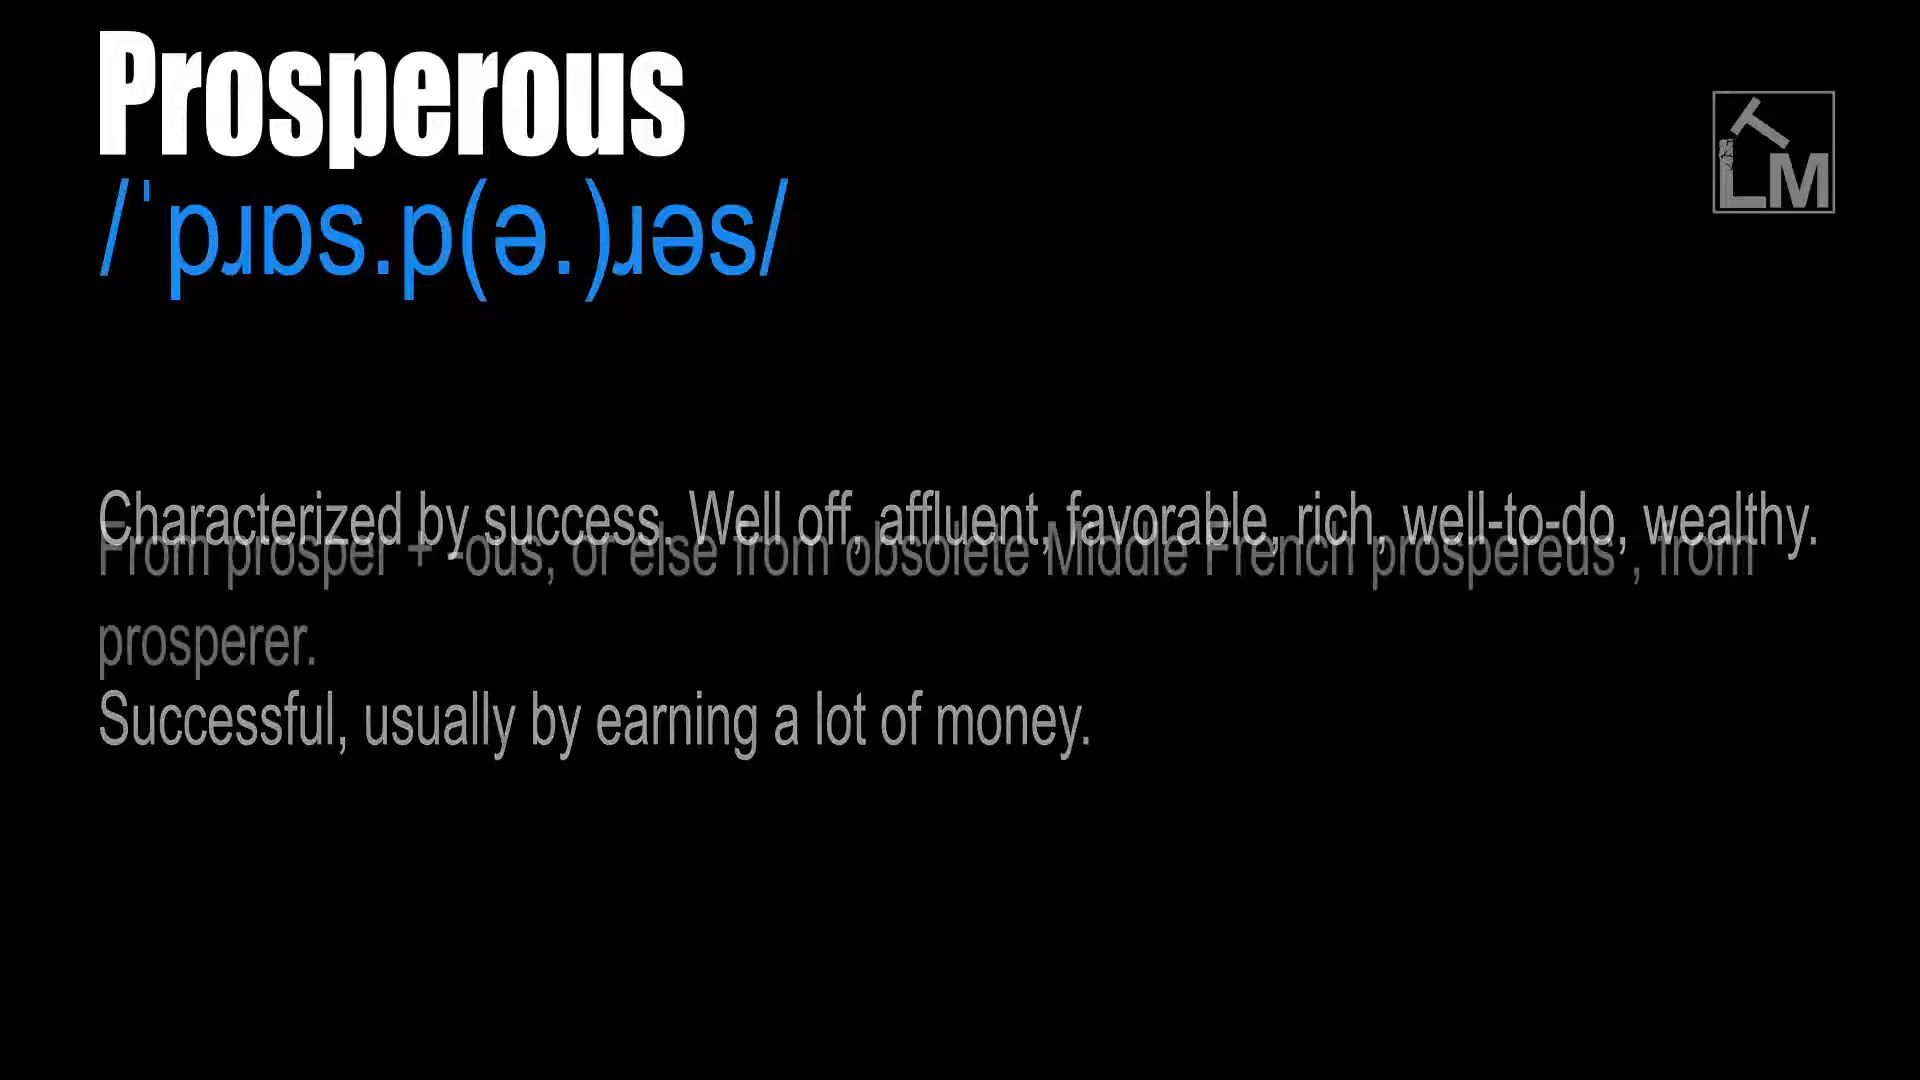 Prosperous
/ˈpɹɒs.p(ə.)ɹəs/
LM
Characterized by success. Well off, affluent, favorable, rich, well-to-do, wealthy.
From prosper + -ous, or else from obsolete Middle French prospereus , from
prosperer.
Successful, usually by earning a lot of money.